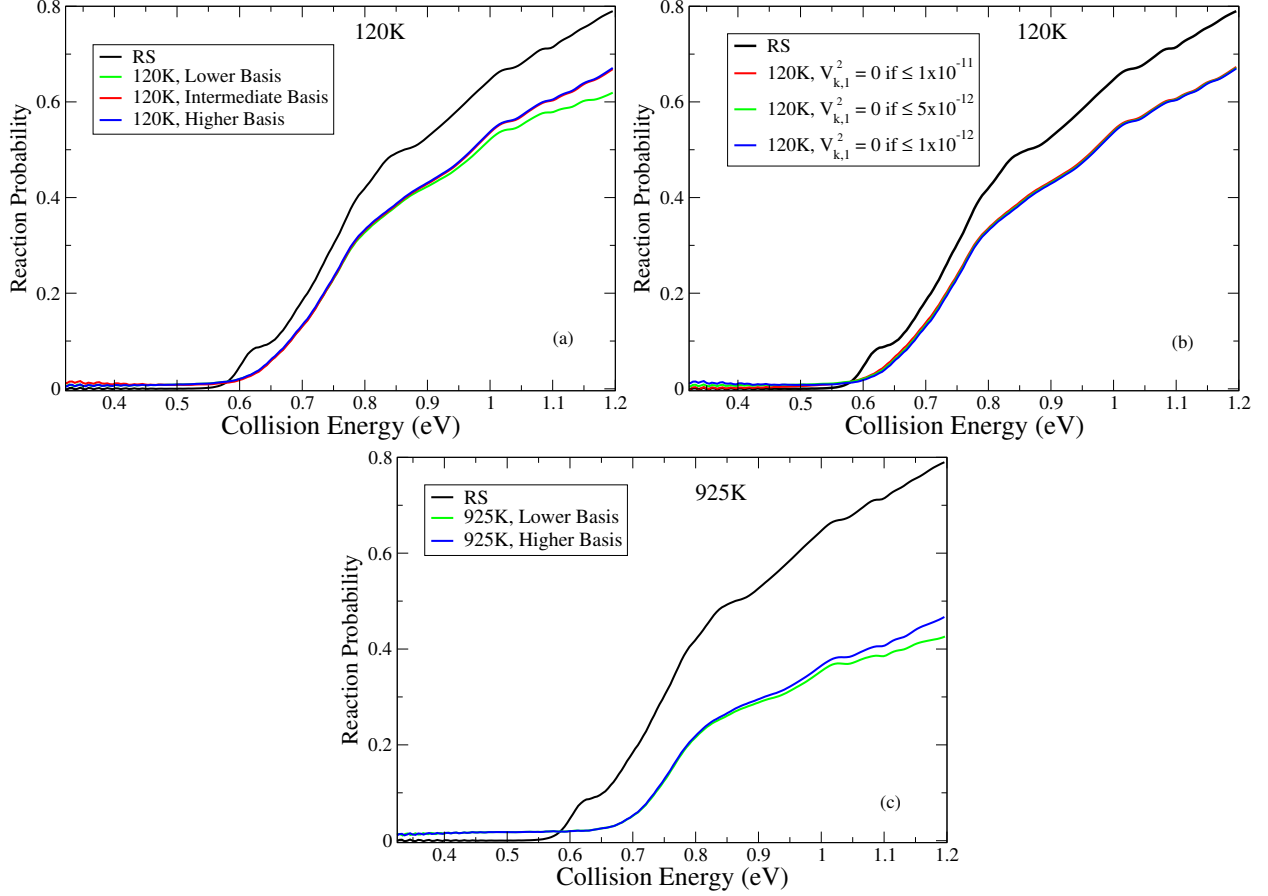 120K
RS
120K, Lower Basis
120K, Intermediate Basis
120K, Higher Basis
(a)
Reaction Probability
0
0.2
0.4
0.6
0.8
0.4 0.5 0.6 0.7 0.8 0.9 1 1.1 1.2
Collision Energy (eV)
120K
RS
120K, V²ₖ,₁ = 0 if ≤ 1x10⁻¹¹
120K, V²ₖ,₁ = 0 if ≤ 5x10⁻¹²
120K, V²ₖ,₁ = 0 if ≤ 1x10⁻¹²
(b)
Reaction Probability
0
0.2
0.4
0.6
0.8
0.4 0.5 0.6 0.7 0.8 0.9 1 1.1 1.2
Collision Energy (eV)
925K
RS
925K, Lower Basis
925K, Higher Basis
(c)
Reaction Probability
0
0.2
0.4
0.6
0.8
0.4 0.5 0.6 0.7 0.8 0.9 1 1.1 1.2
Collision Energy (eV)